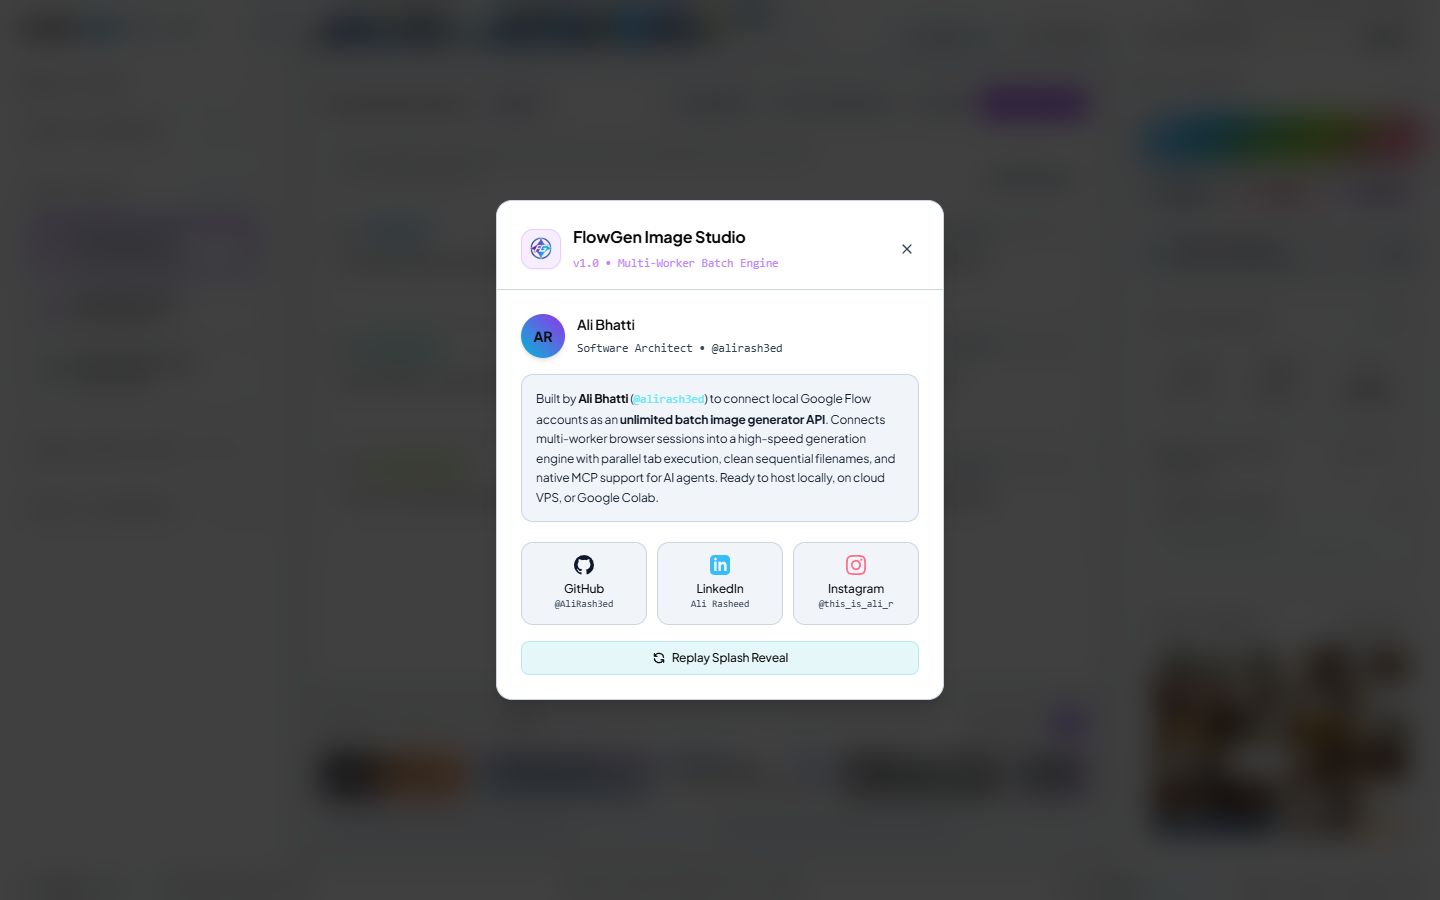 FlowGen Image Studio
v1.0 • Multi-Worker Batch Engine
AR
Ali Bhatti
Software Architect • @alirash3ed
Built by Ali Bhatti (@alirash3ed) to connect local Google Flow
accounts as an unlimited batch image generator API. Connects
multi-worker browser sessions into a high-speed generation
engine with parallel tab execution, clean sequential filenames, and
native MCP support for AI agents. Ready to host locally, on cloud
VPS, or Google Colab.
GitHub
@AliRash3ed
LinkedIn
Ali Rasheed
Instagram
@this_is_ali_r
Replay Splash Reveal